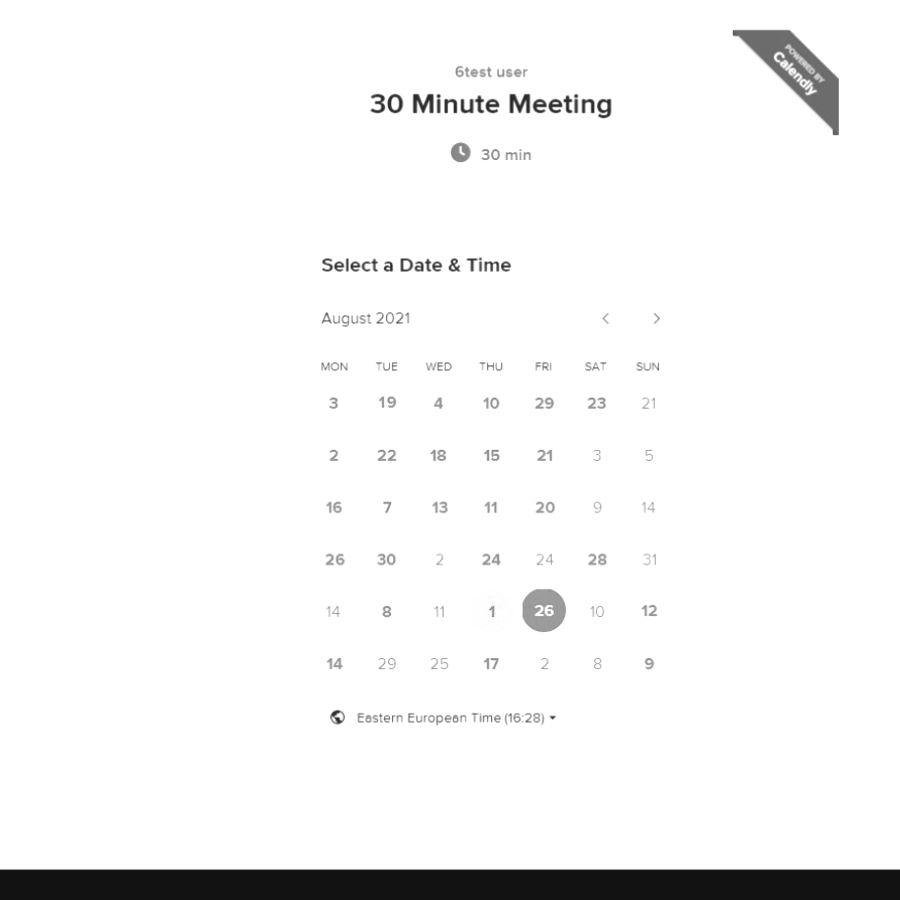 POWERED BY
Calendly
6test user
30 Minute Meeting
30 min
Select a Date & Time
August 2021
MON TUE WED THU FRI SAT SUN
3 19 4 10 29 23 21
2 22 18 15 21 3 5
16 7 13 11 20 9 14
26 30 2 24 24 28 31
14 8 11 1 26 10 12
14 29 25 17 2 8 9
Eastern European Time (16:28)